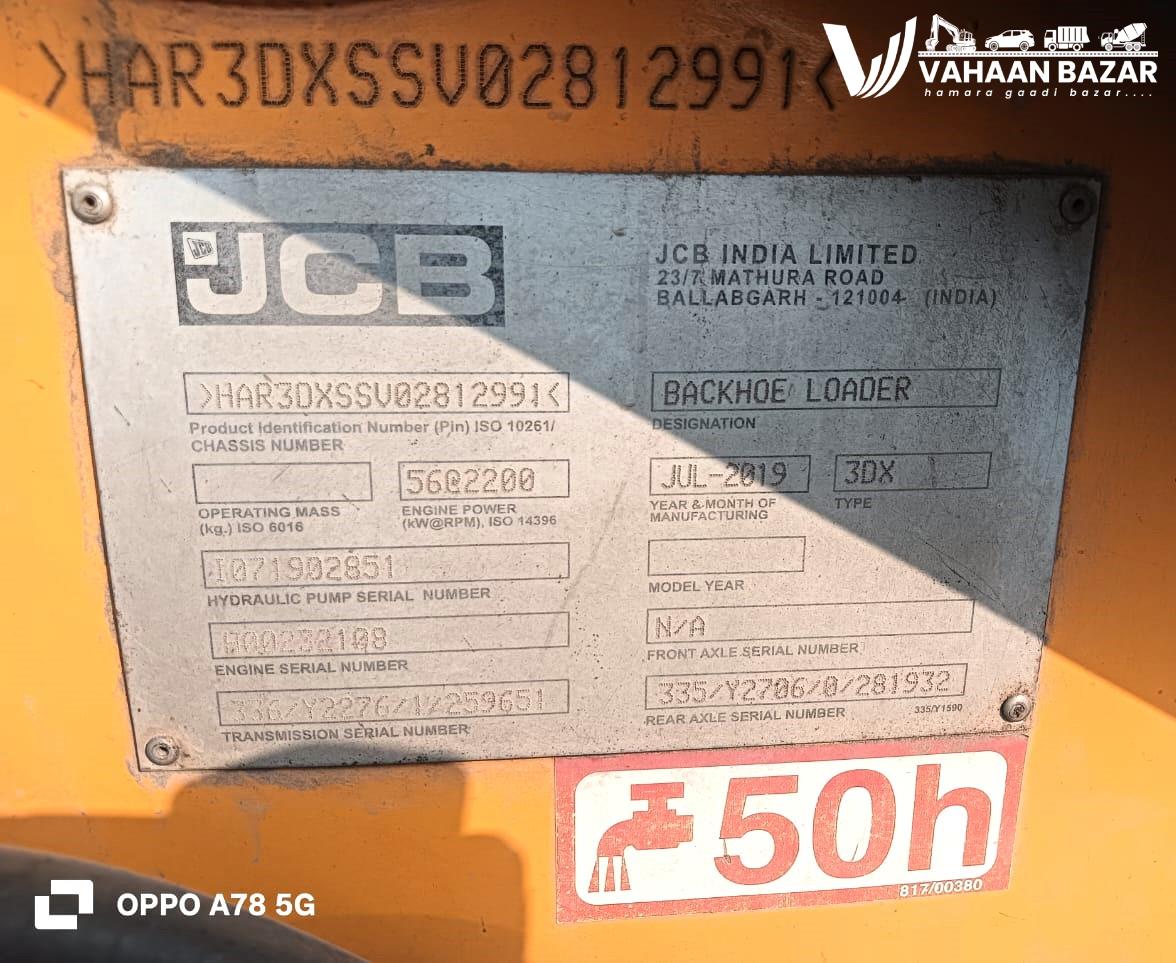 >HAR3DXSSV02812991<
VAHAAN BAZAR
hamara gaadi bazar....
JCB
JCB INDIA LIMITED
23/7 MATHURA ROAD
BALLABGARH - 121004 (INDIA)
>HAR3DXSSV02812991<
Product Identification Number (Pin) ISO 10261/
CHASSIS NUMBER
BACKHOE LOADER
DESIGNATION
OPERATING MASS
(kg.) ISO 6016
56@2200
ENGINE POWER
(kW@RPM), ISO 14396
JUL-2019
YEAR & MONTH OF
MANUFACTURING
3DX
TYPE
I071902851
HYDRAULIC PUMP SERIAL NUMBER
MODEL YEAR
ENGINE SERIAL NUMBER
N/A
FRONT AXLE SERIAL NUMBER
336/Y2276/1/259651
TRANSMISSION SERIAL NUMBER
335/Y2706/0/281932
REAR AXLE SERIAL NUMBER
335/Y1590
50h
817/00380
OPPO A78 5G